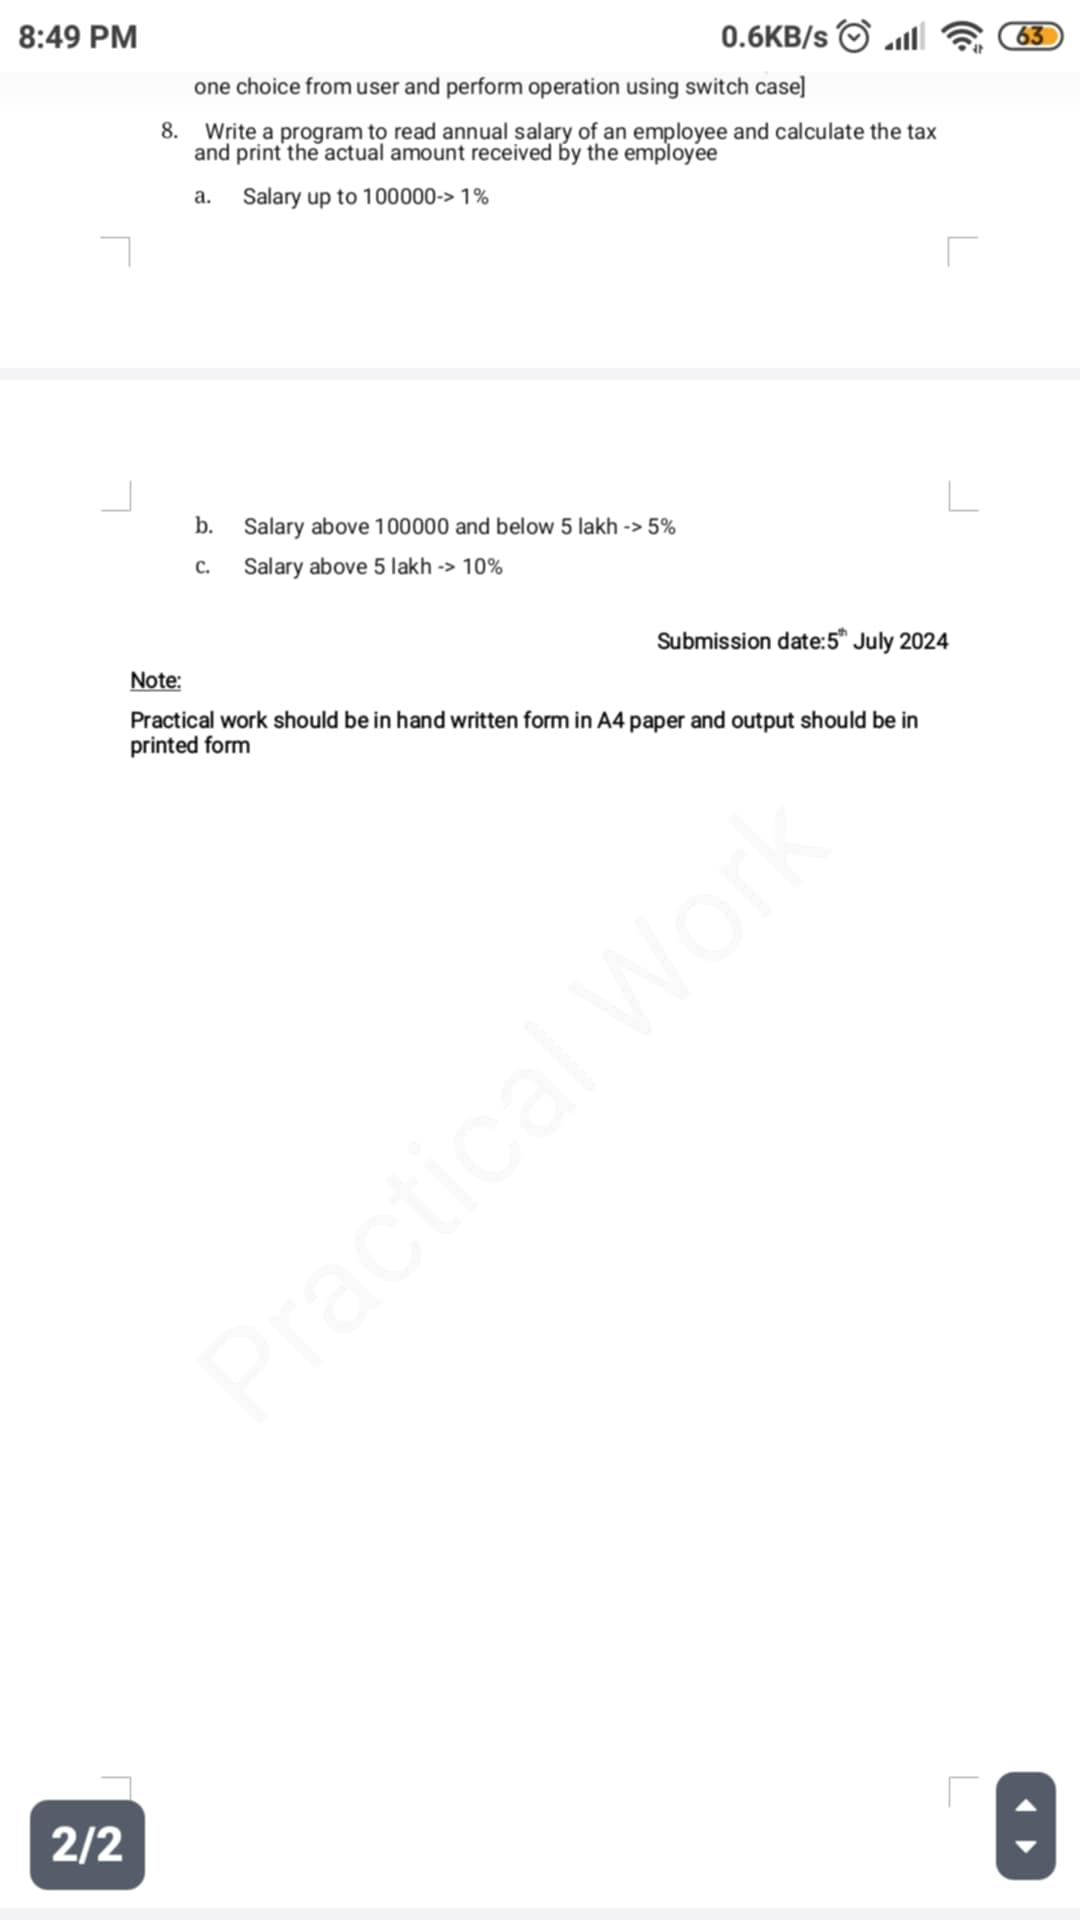 8:49 PM 0.6KB/s 63
one choice from user and perform operation using switch case]
8. Write a program to read annual salary of an employee and calculate the tax
and print the actual amount received by the employee
a. Salary up to 100000-> 1%
b. Salary above 100000 and below 5 lakh -> 5%
c. Salary above 5 lakh -> 10%
Submission date:5th July 2024
Note:
Practical work should be in hand written form in A4 paper and output should be in
printed form
Practical Work
2/2